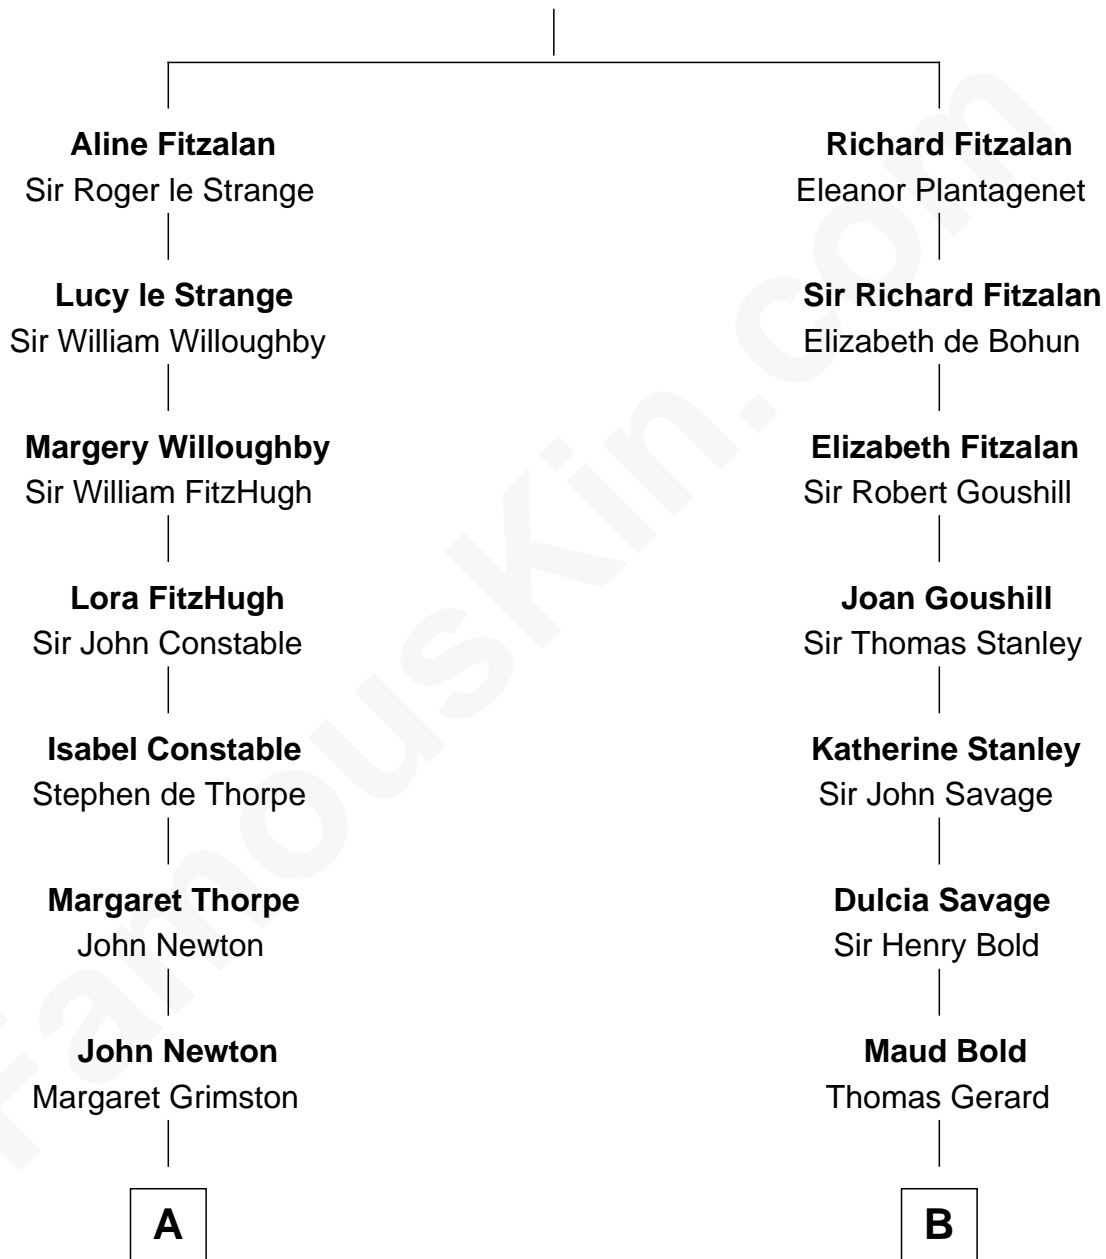 Aline Fitzalan
Sir Roger le Strange
Lucy le Strange
Sir William Willoughby
Margery Willoughby
Sir William FitzHugh
Lora FitzHugh
Sir John Constable
Isabel Constable
Stephen de Thorpe
Margaret Thorpe
John Newton
John Newton
Margaret Grimston
A
Richard Fitzalan
Eleanor Plantagenet
Sir Richard Fitzalan
Elizabeth de Bohun
Elizabeth Fitzalan
Sir Robert Goushill
Joan Goushill
Sir Thomas Stanley
Katherine Stanley
Sir John Savage
Dulcia Savage
Sir Henry Bold
Maud Bold
Thomas Gerard
B
FamousKin.com